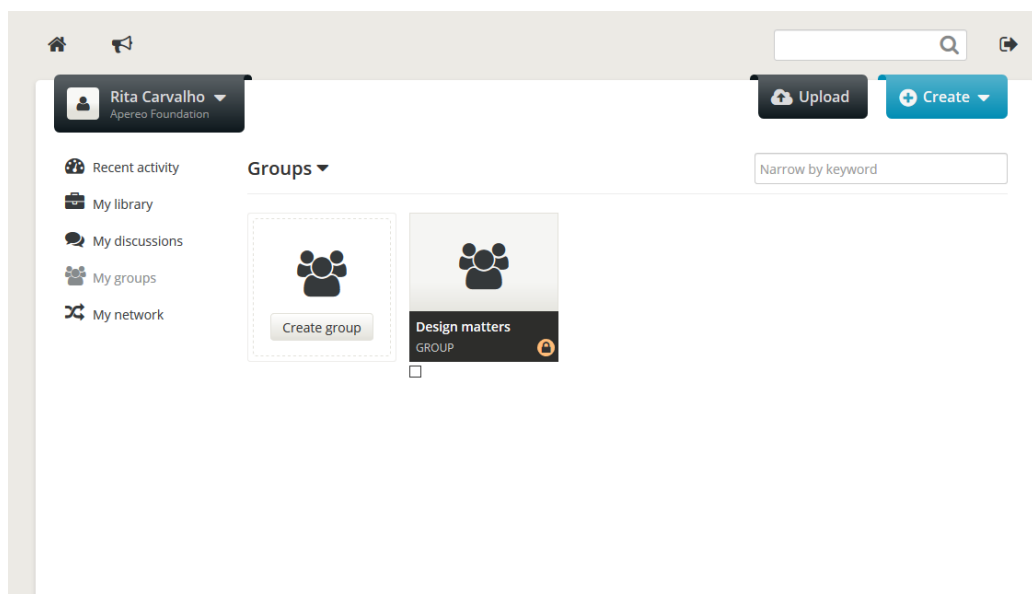 Rita Carvalho
Apereo Foundation
Upload
Create
Recent activity
My library
My discussions
My groups
My network
Groups
Narrow by keyword
Create group
Design matters
GROUP